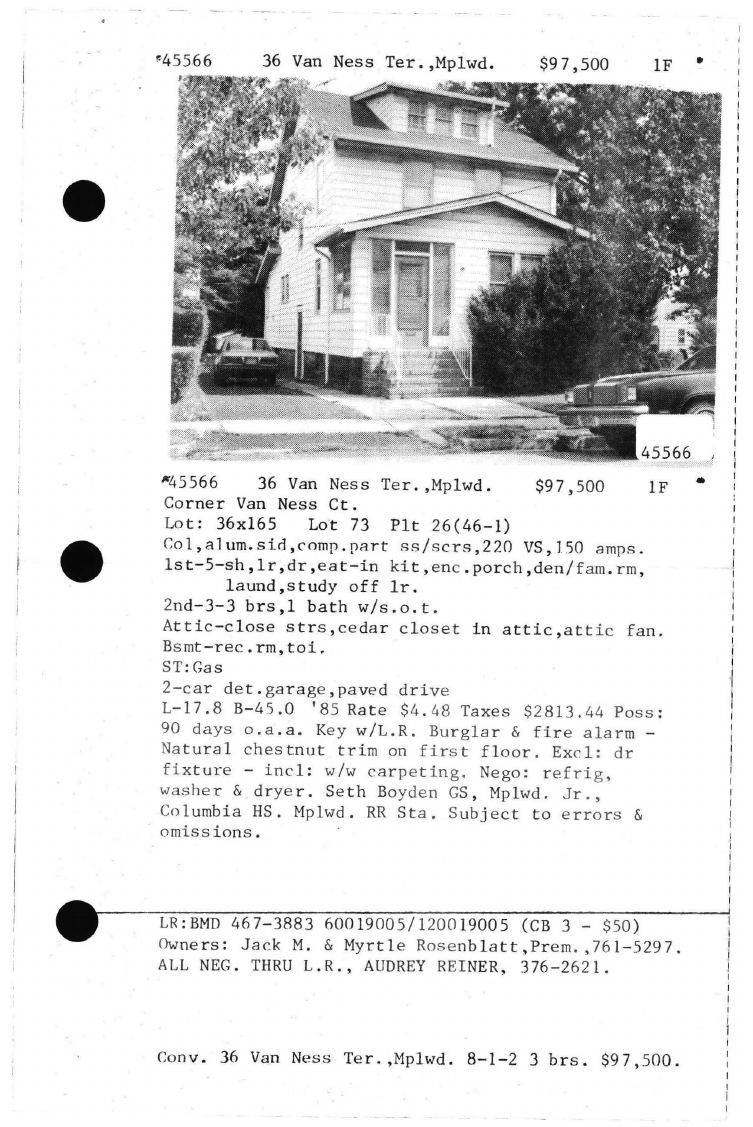 *45566 36 Van Ness Ter.,Mplwd. $97,500 1F
45566
*45566 36 Van Ness Ter.,Mplwd. $97,500 1F
Corner Van Ness Ct.
Lot: 36x165 Lot 73 Plt 26(46-1)
Col,alum.sid,comp.part ss/scrs,220 VS,150 amps.
1st-5-sh,lr,dr,eat-in kit,enc.porch,den/fam.rm,
laund,study off lr.
2nd-3-3 brs,1 bath w/s.o.t.
Attic-close strs,cedar closet in attic,attic fan.
Bsmt-rec.rm,toi.
ST:Gas
2-car det.garage,paved drive
L-17.8 B-45.0 '85 Rate $4.48 Taxes $2813.44 Poss:
90 days o.a.a. Key w/L.R. Burglar & fire alarm -
Natural chestnut trim on first floor. Excl: dr
fixture - incl: w/w carpeting. Nego: refrig,
washer & dryer. Seth Boyden GS, Mplwd. Jr.,
Columbia HS. Mplwd. RR Sta. Subject to errors &
omissions.
LR:BMD 467-3883 60019005/120019005 (CB 3 - $50)
Owners: Jack M. & Myrtle Rosenblatt,Prem.,761-5297.
ALL NEG. THRU L.R., AUDREY REINER, 376-2621.
Conv. 36 Van Ness Ter.,Mplwd. 8-1-2 3 brs. $97,500.